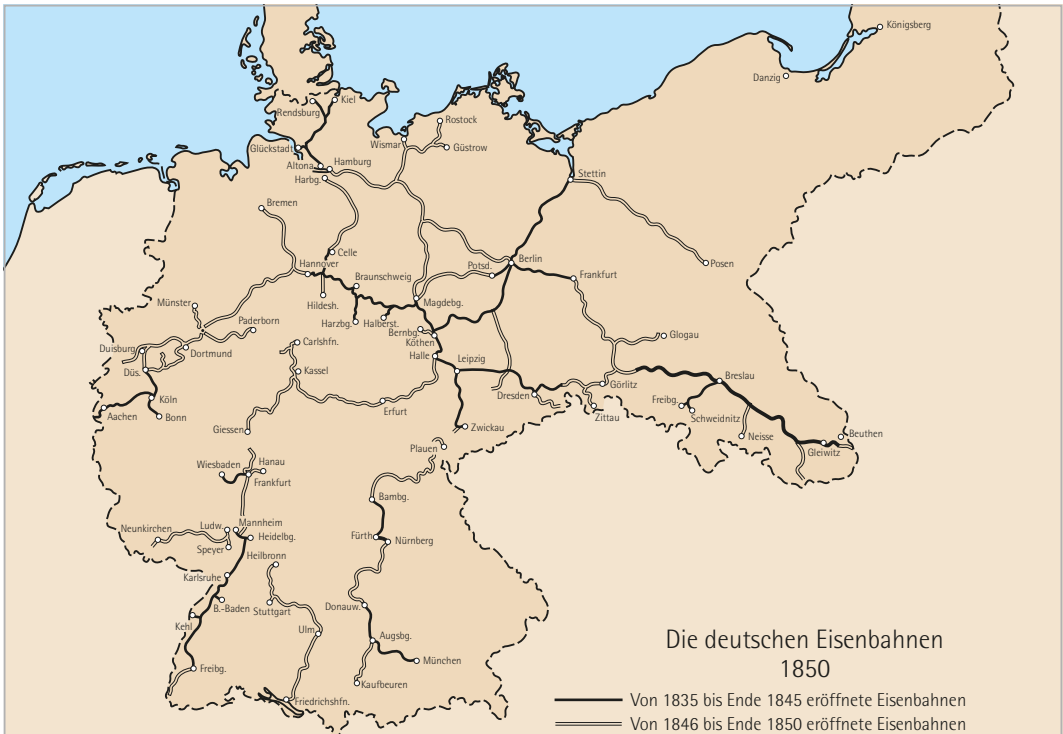 Königsberg
Danzig
Kiel
Rendsburg
Rostock
Wismar
Güstrow
Glückstadt
Altona
Hamburg
Harbg.
Stettin
Bremen
Celle
Hannover
Berlin
Posen
Braunschweig
Potsd.
Frankfurt
Hildesh.
Magdebg.
Münster
Paderborn
Harzbg.
Halberst.
Bernbg.
Köthen
Glogau
Duisburg
Dortmund
Carlshfn.
Halle
Leipzig
Düs.
Kassel
Breslau
Görlitz
Dresden
Köln
Aachen
Bonn
Erfurt
Freibg.
Schweidnitz
Zittau
Giessen
Zwickau
Neisse
Beuthen
Gleiwitz
Plauen
Wiesbaden
Hanau
Frankfurt
Bambg.
Neunkirchen
Ludw.
Mannheim
Heidelbg.
Speyer
Fürth
Nürnberg
Heilbronn
Karlsruhe
B.-Baden
Stuttgart
Donauw.
Kehl
Ulm
Augsbg.
München
Freibg.
Kaufbeuren
Friedrichshfn.
Die deutschen Eisenbahnen
1850
Von 1835 bis Ende 1845 eröffnete Eisenbahnen
Von 1846 bis Ende 1850 eröffnete Eisenbahnen